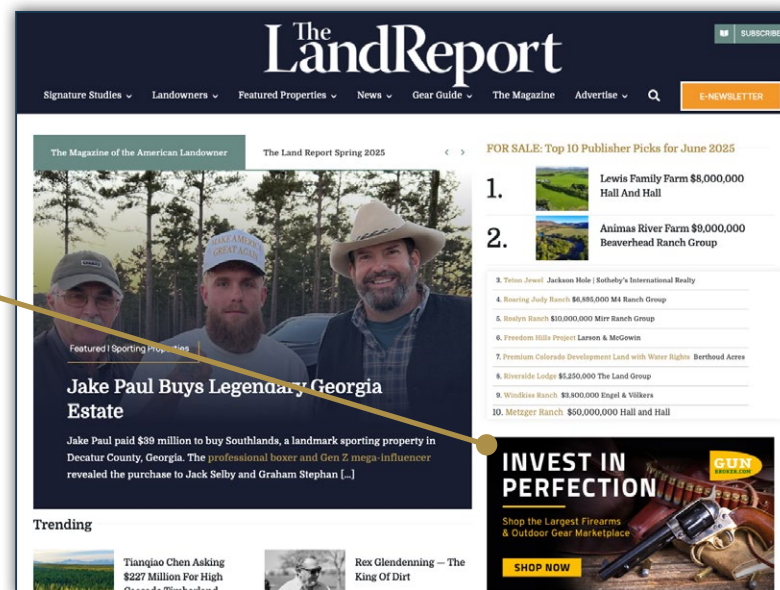 The
LandReport
SUBSCRIBE
Signature Studies
Landowners
Featured Properties
News
Gear Guide
The Magazine
Advertise
E-NEWSLETTER
The Magazine of the American Landowner
The Land Report Spring 2025
MAKE AMERICA
GREAT AGAIN
Featured | Sporting Properties
Jake Paul Buys Legendary Georgia
Estate
Jake Paul paid $39 million to buy Southlands, a landmark sporting property in
Decatur County, Georgia. The professional boxer and Gen Z mega-influencer
revealed the purchase to Jack Selby and Graham Stephan [...]
Trending
Tianqiao Chen Asking
$227 Million For High
Cascade Timberland
Rex Glendenning — The
King Of Dirt
FOR SALE: Top 10 Publisher Picks for June 2025
1.
Lewis Family Farm $8,000,000
Hall And Hall
2.
Animas River Farm $9,000,000
Beaverhead Ranch Group
3. Teton Jewel Jackson Hole | Sotheby's International Realty
4. Roaring Judy Ranch $6,885,000 M4 Ranch Group
5. Roslyn Ranch $10,000,000 Mirr Ranch Group
6. Freedom Hills Project Larson & McGowin
7. Premium Colorado Development Land with Water Rights Berthoud Acres
8. Riverside Lodge $5,250,000 The Land Group
9. Windkiss Ranch $3,800,000 Engel & Völkers
10. Metzger Ranch $50,000,000 Hall and Hall
INVEST IN
PERFECTION
GUN
BROKER.COM
Shop the Largest Firearms
& Outdoor Gear Marketplace
SHOP NOW